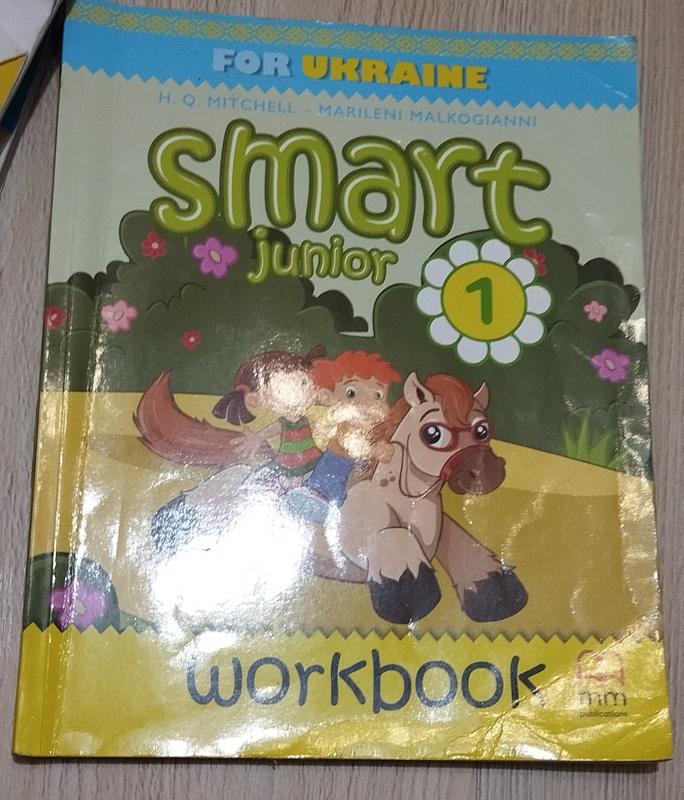 FOR UKRAINE
H. Q. MITCHELL - MARILENI MALKOGIANNI
smart
junior
1
workbook
mm
publications